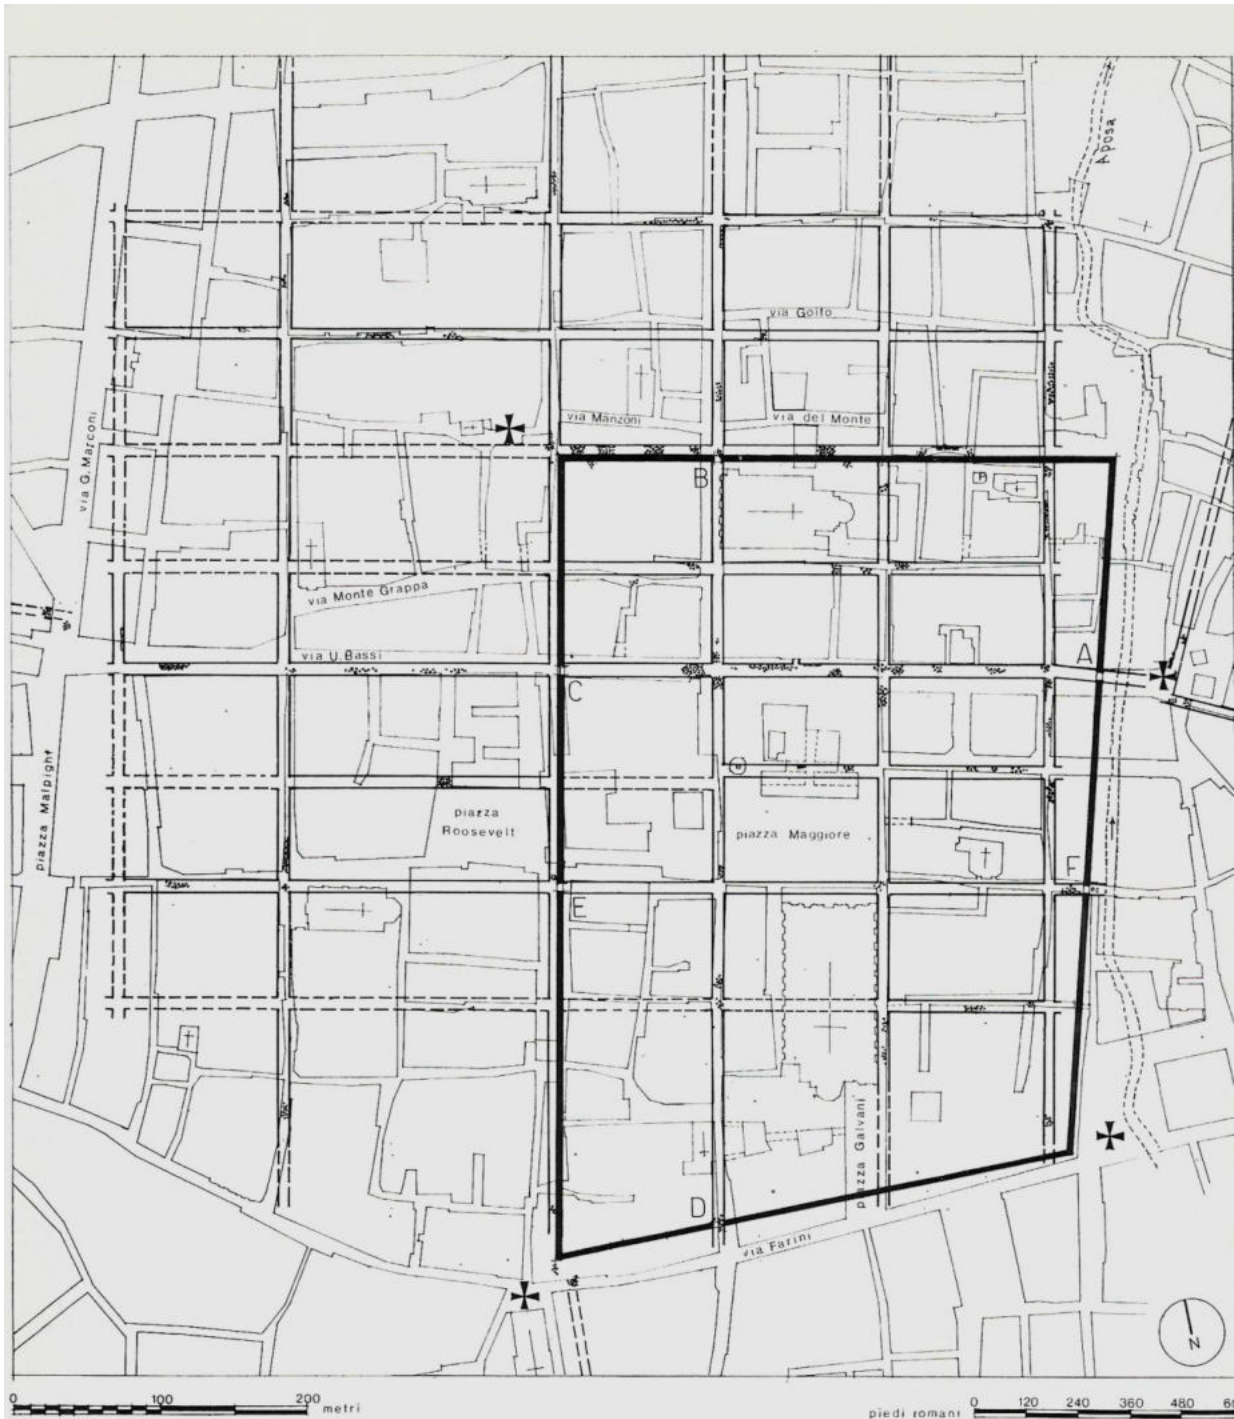 Aposa
via Goito
via Manzoni
via del Monte
via G. Marconi
B
via Monte Grappa
via U. Bassi
A
C
piazza Malpighi
piazza
Roosevelt
piazza Maggiore
F
E
piazza Galvani
D
via Farini
N
0 100 200 metri
piedi romani 0 120 240 360 480